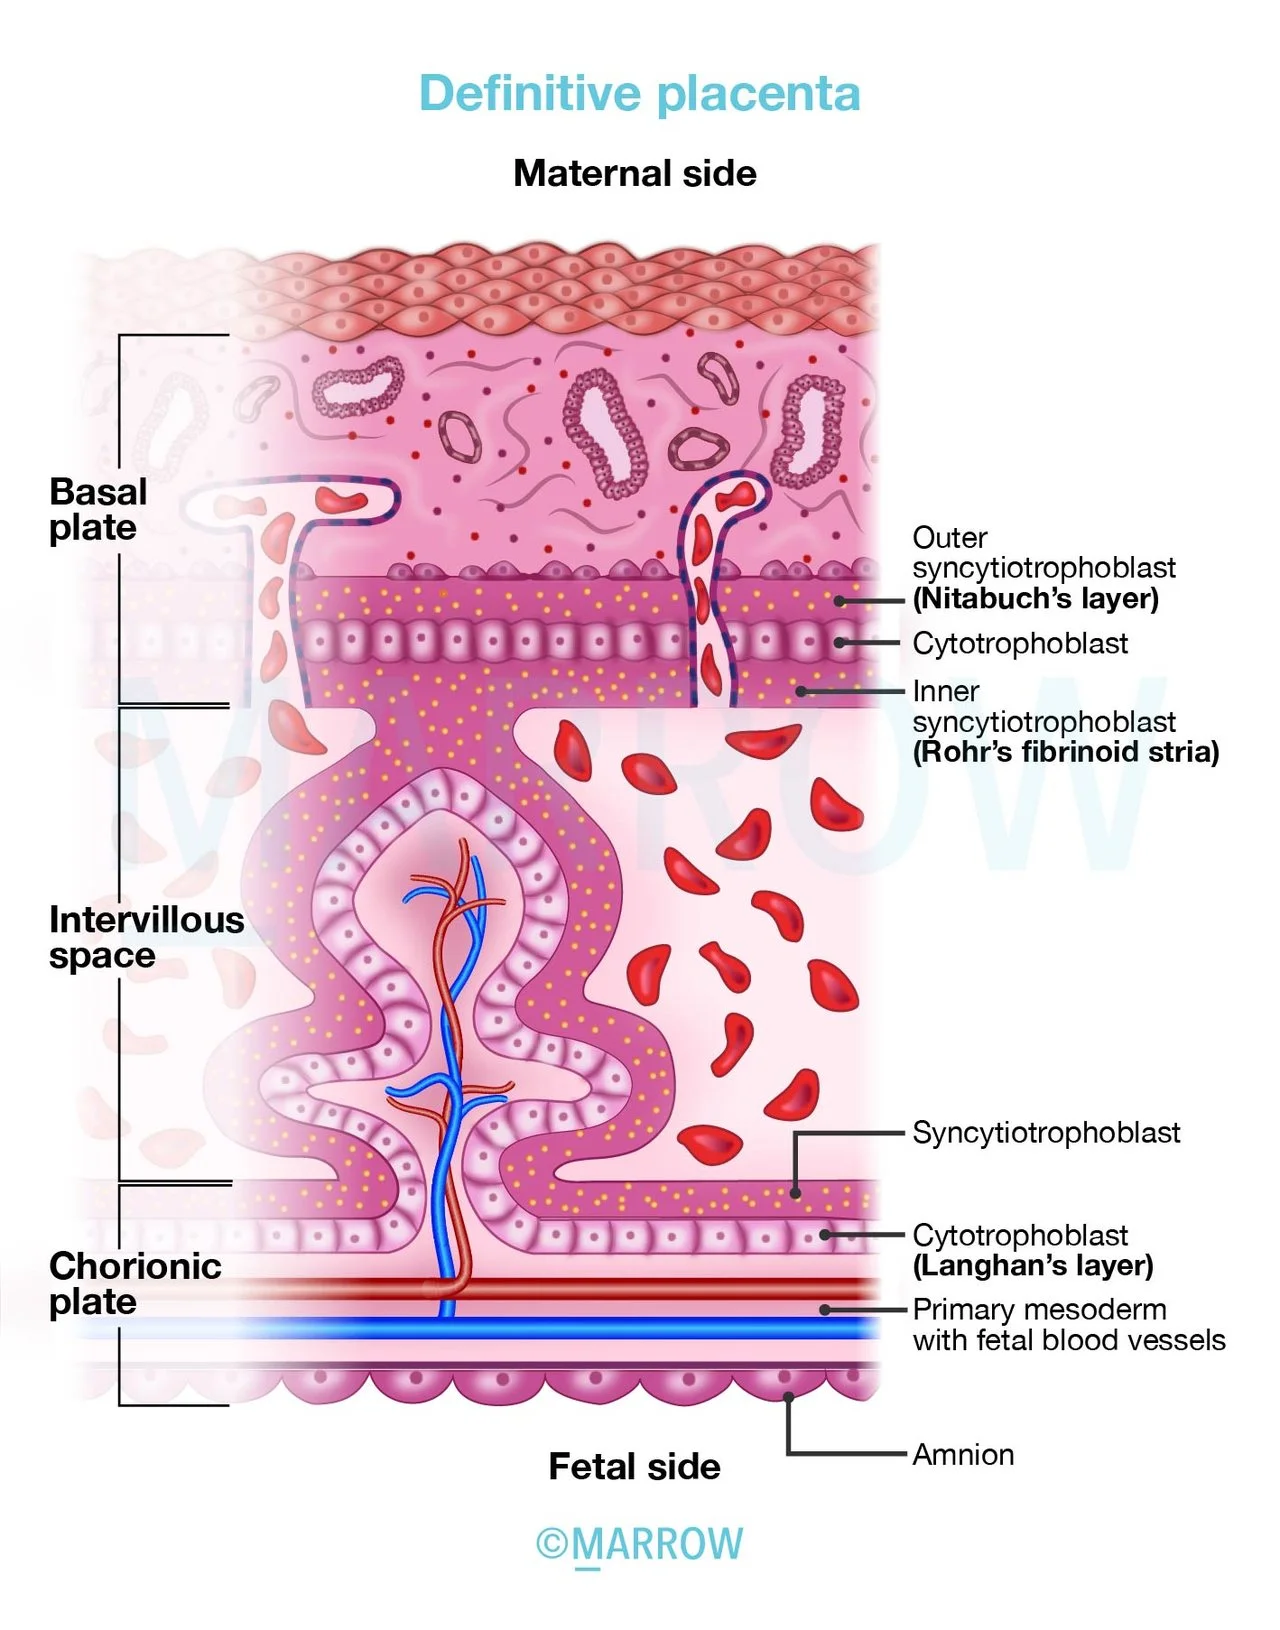 Definitive placenta
Maternal side
Basal
plate
Outer
syncytiotrophoblast
(Nitabuch's layer)
Cytotrophoblast
Inner
syncytiotrophoblast
(Rohr's fibrinoid stria)
MARROW
Intervillous
space
Syncytiotrophoblast
Cytotrophoblast
(Langhan's layer)
Chorionic
plate
Primary mesoderm
with fetal blood vessels
Amnion
Fetal side
©MARROW